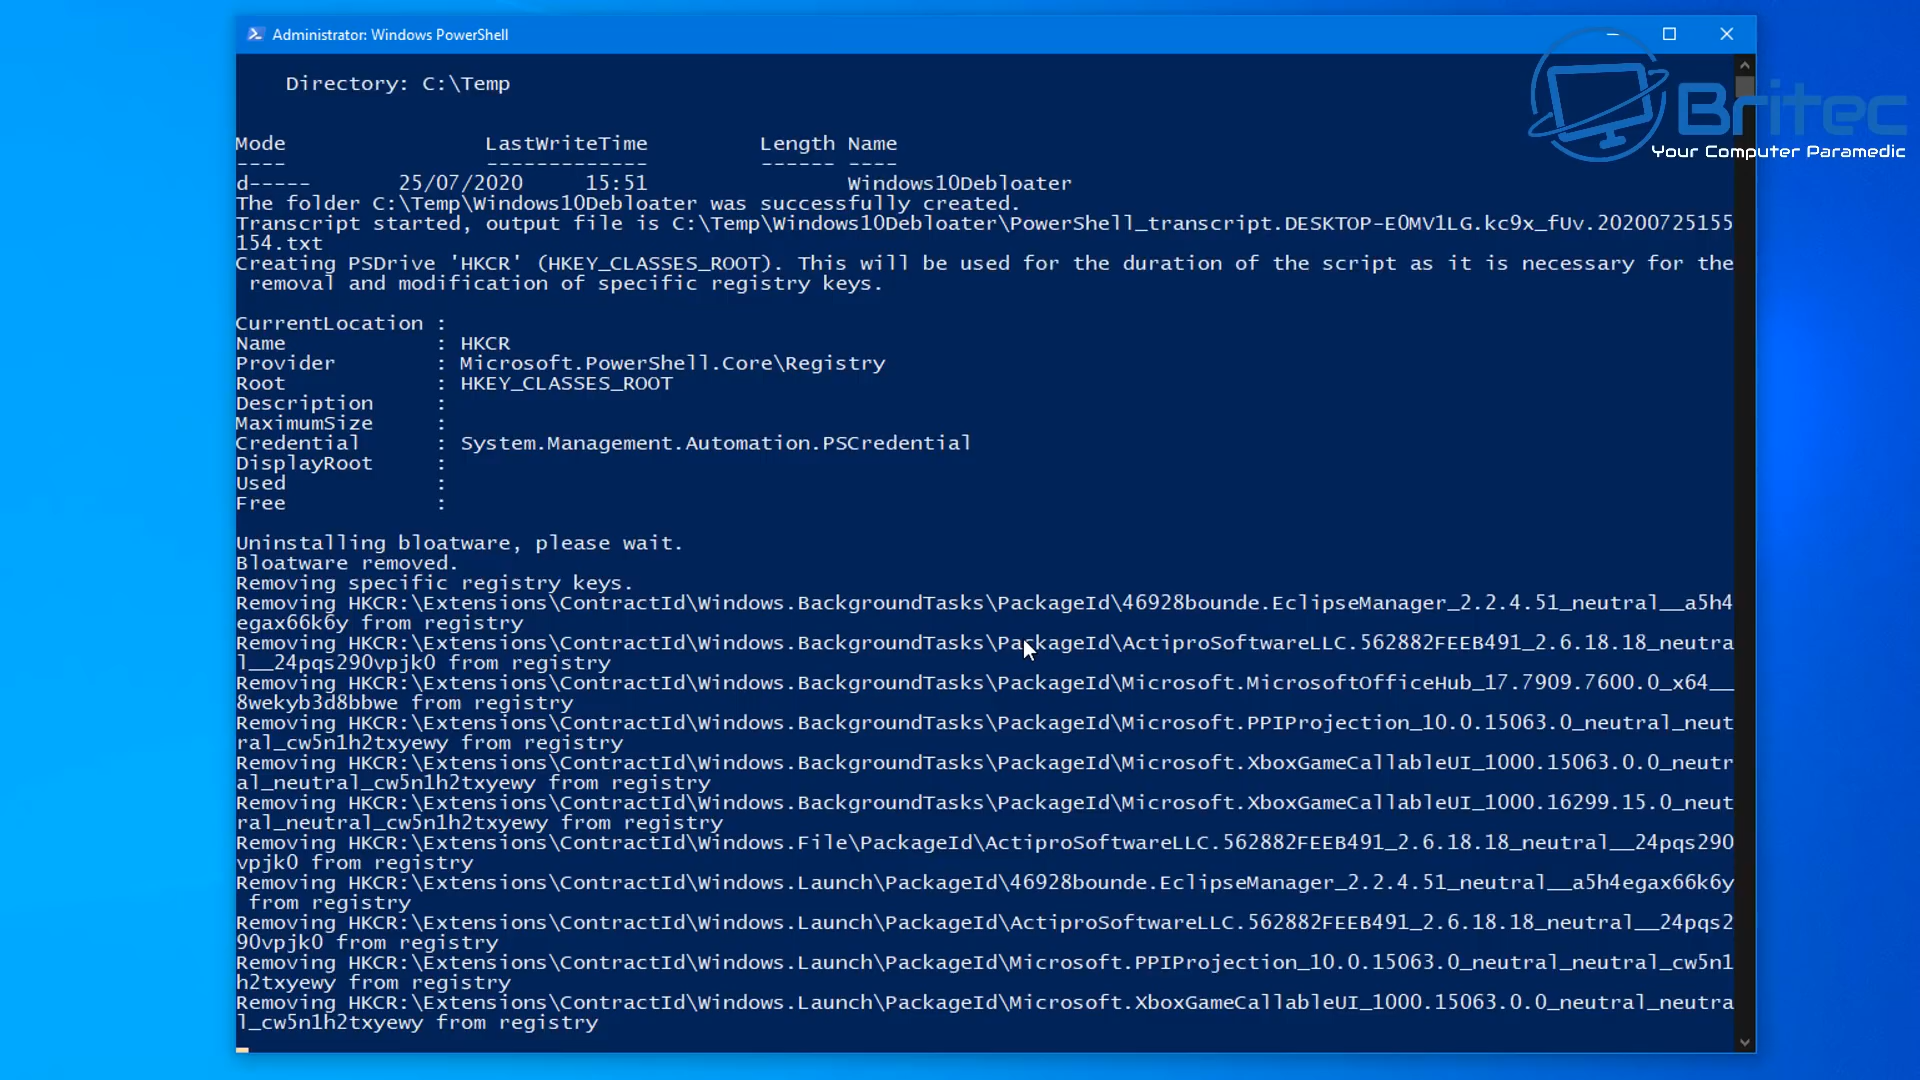 Administrator: Windows PowerShell
Britec
Your Computer Paramedic
Directory: C:\Temp
Mode LastWriteTime Length Name
---- ------------- ------ ----
d----- 25/07/2020 15:51 Windows10Debloater
The folder C:\Temp\Windows10Debloater was successfully created.
Transcript started, output file is C:\Temp\Windows10Debloater\PowerShell_transcript.DESKTOP-E0MV1LG.kc9x_fUv.20200725155
154.txt
Creating PSDrive 'HKCR' (HKEY_CLASSES_ROOT). This will be used for the duration of the script as it is necessary for the
removal and modification of specific registry keys.
CurrentLocation :
Name : HKCR
Provider : Microsoft.PowerShell.Core\Registry
Root : HKEY_CLASSES_ROOT
Description :
MaximumSize :
Credential : System.Management.Automation.PSCredential
DisplayRoot :
Used :
Free :
Uninstalling bloatware, please wait.
Bloatware removed.
Removing specific registry keys.
Removing HKCR:\Extensions\ContractId\Windows.BackgroundTasks\PackageId\46928bounde.EclipseManager_2.2.4.51_neutral__a5h4
egax66k6y from registry
Removing HKCR:\Extensions\ContractId\Windows.BackgroundTasks\PackageId\ActiproSoftwareLLC.562882FEEB491_2.6.18.18_neutra
l__24pqs290vpjk0 from registry
Removing HKCR:\Extensions\ContractId\Windows.BackgroundTasks\PackageId\Microsoft.MicrosoftOfficeHub_17.7909.7600.0_x64__
8wekyb3d8bbwe from registry
Removing HKCR:\Extensions\ContractId\Windows.BackgroundTasks\PackageId\Microsoft.PPIProjection_10.0.15063.0_neutral_neut
ral_cw5n1h2txyewy from registry
Removing HKCR:\Extensions\ContractId\Windows.BackgroundTasks\PackageId\Microsoft.XboxGameCallableUI_1000.15063.0.0_neutr
al_neutral_cw5n1h2txyewy from registry
Removing HKCR:\Extensions\ContractId\Windows.BackgroundTasks\PackageId\Microsoft.XboxGameCallableUI_1000.16299.15.0_neut
ral_neutral_cw5n1h2txyewy from registry
Removing HKCR:\Extensions\ContractId\Windows.File\PackageId\ActiproSoftwareLLC.562882FEEB491_2.6.18.18_neutral__24pqs290
vpjk0 from registry
Removing HKCR:\Extensions\ContractId\Windows.Launch\PackageId\46928bounde.EclipseManager_2.2.4.51_neutral__a5h4egax66k6y
from registry
Removing HKCR:\Extensions\ContractId\Windows.Launch\PackageId\ActiproSoftwareLLC.562882FEEB491_2.6.18.18_neutral__24pqs2
90vpjk0 from registry
Removing HKCR:\Extensions\ContractId\Windows.Launch\PackageId\Microsoft.PPIProjection_10.0.15063.0_neutral_neutral_cw5n1
h2txyewy from registry
Removing HKCR:\Extensions\ContractId\Windows.Launch\PackageId\Microsoft.XboxGameCallableUI_1000.15063.0.0_neutral_neutra
l_cw5n1h2txyewy from registry